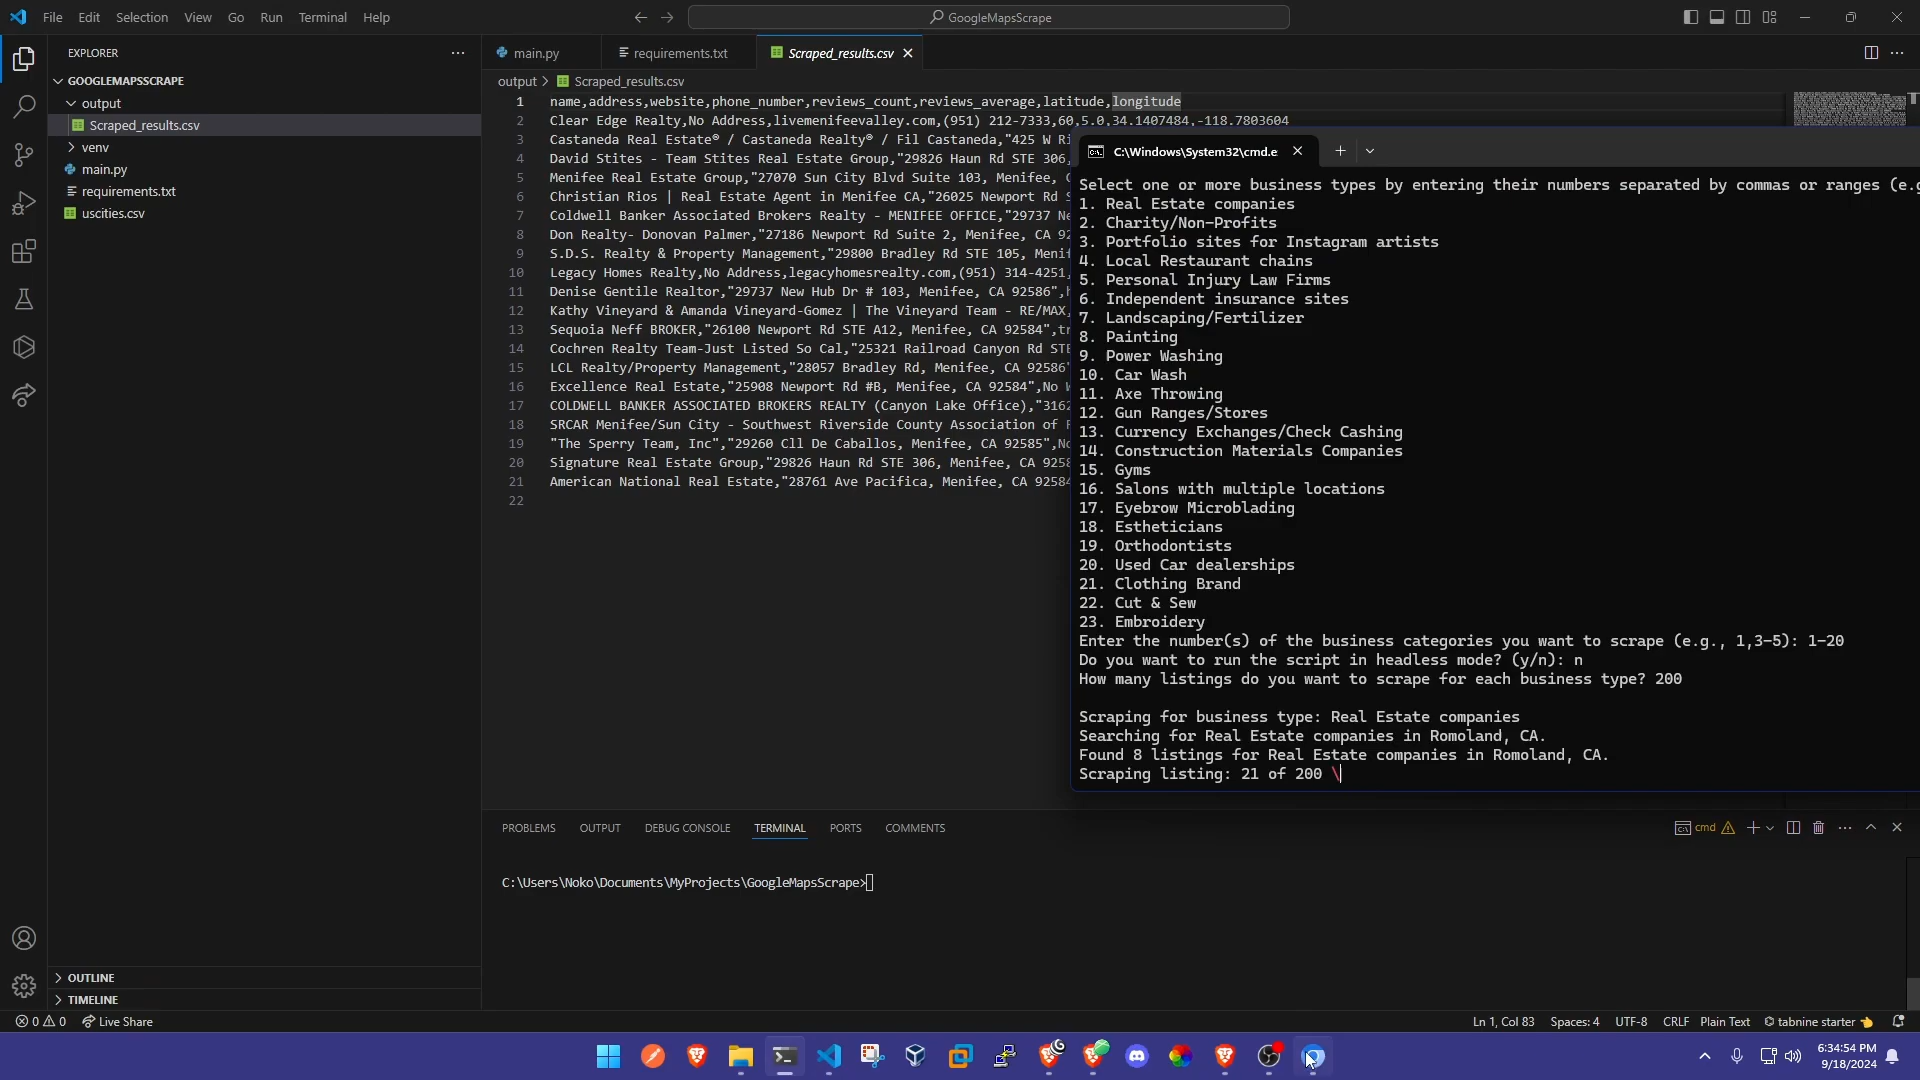 File Edit Selection View Go Run Terminal Help
GoogleMapsScrape
EXPLORER
GOOGLEMAPSSCRAPE
output
Scraped_results.csv
venv
main.py
requirements.txt
uscities.csv
OUTLINE
TIMELINE
main.py requirements.txt Scraped_results.csv
output > Scraped_results.csv
1 name,address,website,phone_number,reviews_count,reviews_average,latitude,longitude
2 Clear Edge Realty,No Address,livemenifeevalley.com,(951) 212-7333,60,5.0,34.1407484,-118.7803604
3 Castaneda Real Estate® / Castaneda Realty® / Fil Castaneda,"425 W Ri
4 David Stites - Team Stites Real Estate Group,"29826 Haun Rd STE 306,
5 Menifee Real Estate Group,"27070 Sun City Blvd Suite 103, Menifee, C
6 Christian Rios | Real Estate Agent in Menifee CA,"26025 Newport Rd S
7 Coldwell Banker Associated Brokers Realty - MENIFEE OFFICE,"29737 Ne
8 Don Realty- Donovan Palmer,"27186 Newport Rd Suite 2, Menifee, CA 92
9 S.D.S. Realty & Property Management,"29800 Bradley Rd STE 105, Menif
10 Legacy Homes Realty,No Address,legacyhomesrealty.com,(951) 314-4251,
11 Denise Gentile Realtor,"29737 New Hub Dr # 103, Menifee, CA 92586",h
12 Kathy Vineyard & Amanda Vineyard-Gomez | The Vineyard Team - RE/MAX,
13 Sequoia Neff BROKER,"26100 Newport Rd STE A12, Menifee, CA 92584",tr
14 Cochren Realty Team-Just Listed So Cal,"25321 Railroad Canyon Rd STE
15 LCL Realty/Property Management,"28057 Bradley Rd, Menifee, CA 92586"
16 Excellence Real Estate,"25908 Newport Rd #B, Menifee, CA 92584",No W
17 COLDWELL BANKER ASSOCIATED BROKERS REALTY (Canyon Lake Office),"3162
18 SRCAR Menifee/Sun City - Southwest Riverside County Association of R
19 "The Sperry Team, Inc","29260 Cll De Caballos, Menifee, CA 92585",No
20 Signature Real Estate Group,"29826 Haun Rd STE 306, Menifee, CA 9258
21 American National Real Estate,"28761 Ave Pacifica, Menifee, CA 92584
22
C:\Windows\System32\cmd.e
Select one or more business types by entering their numbers separated by commas or ranges (e.g
1. Real Estate companies
2. Charity/Non-Profits
3. Portfolio sites for Instagram artists
4. Local Restaurant chains
5. Personal Injury Law Firms
6. Independent insurance sites
7. Landscaping/Fertilizer
8. Painting
9. Power Washing
10. Car Wash
11. Axe Throwing
12. Gun Ranges/Stores
13. Currency Exchanges/Check Cashing
14. Construction Materials Companies
15. Gyms
16. Salons with multiple locations
17. Eyebrow Microblading
18. Estheticians
19. Orthodontists
20. Used Car dealerships
21. Clothing Brand
22. Cut & Sew
23. Embroidery
Enter the number(s) of the business categories you want to scrape (e.g., 1,3-5): 1-20
Do you want to run the script in headless mode? (y/n): n
How many listings do you want to scrape for each business type? 200
Scraping for business type: Real Estate companies
Searching for Real Estate companies in Romoland, CA.
Found 8 listings for Real Estate companies in Romoland, CA.
Scraping listing: 21 of 200 \
PROBLEMS OUTPUT DEBUG CONSOLE TERMINAL PORTS COMMENTS
cmd
C:\Users\Noko\Documents\MyProjects\GoogleMapsScrape>
0 0 Live Share
Ln 1, Col 83 Spaces: 4 UTF-8 CRLF Plain Text tabnine starter
6:34:54 PM
9/18/2024